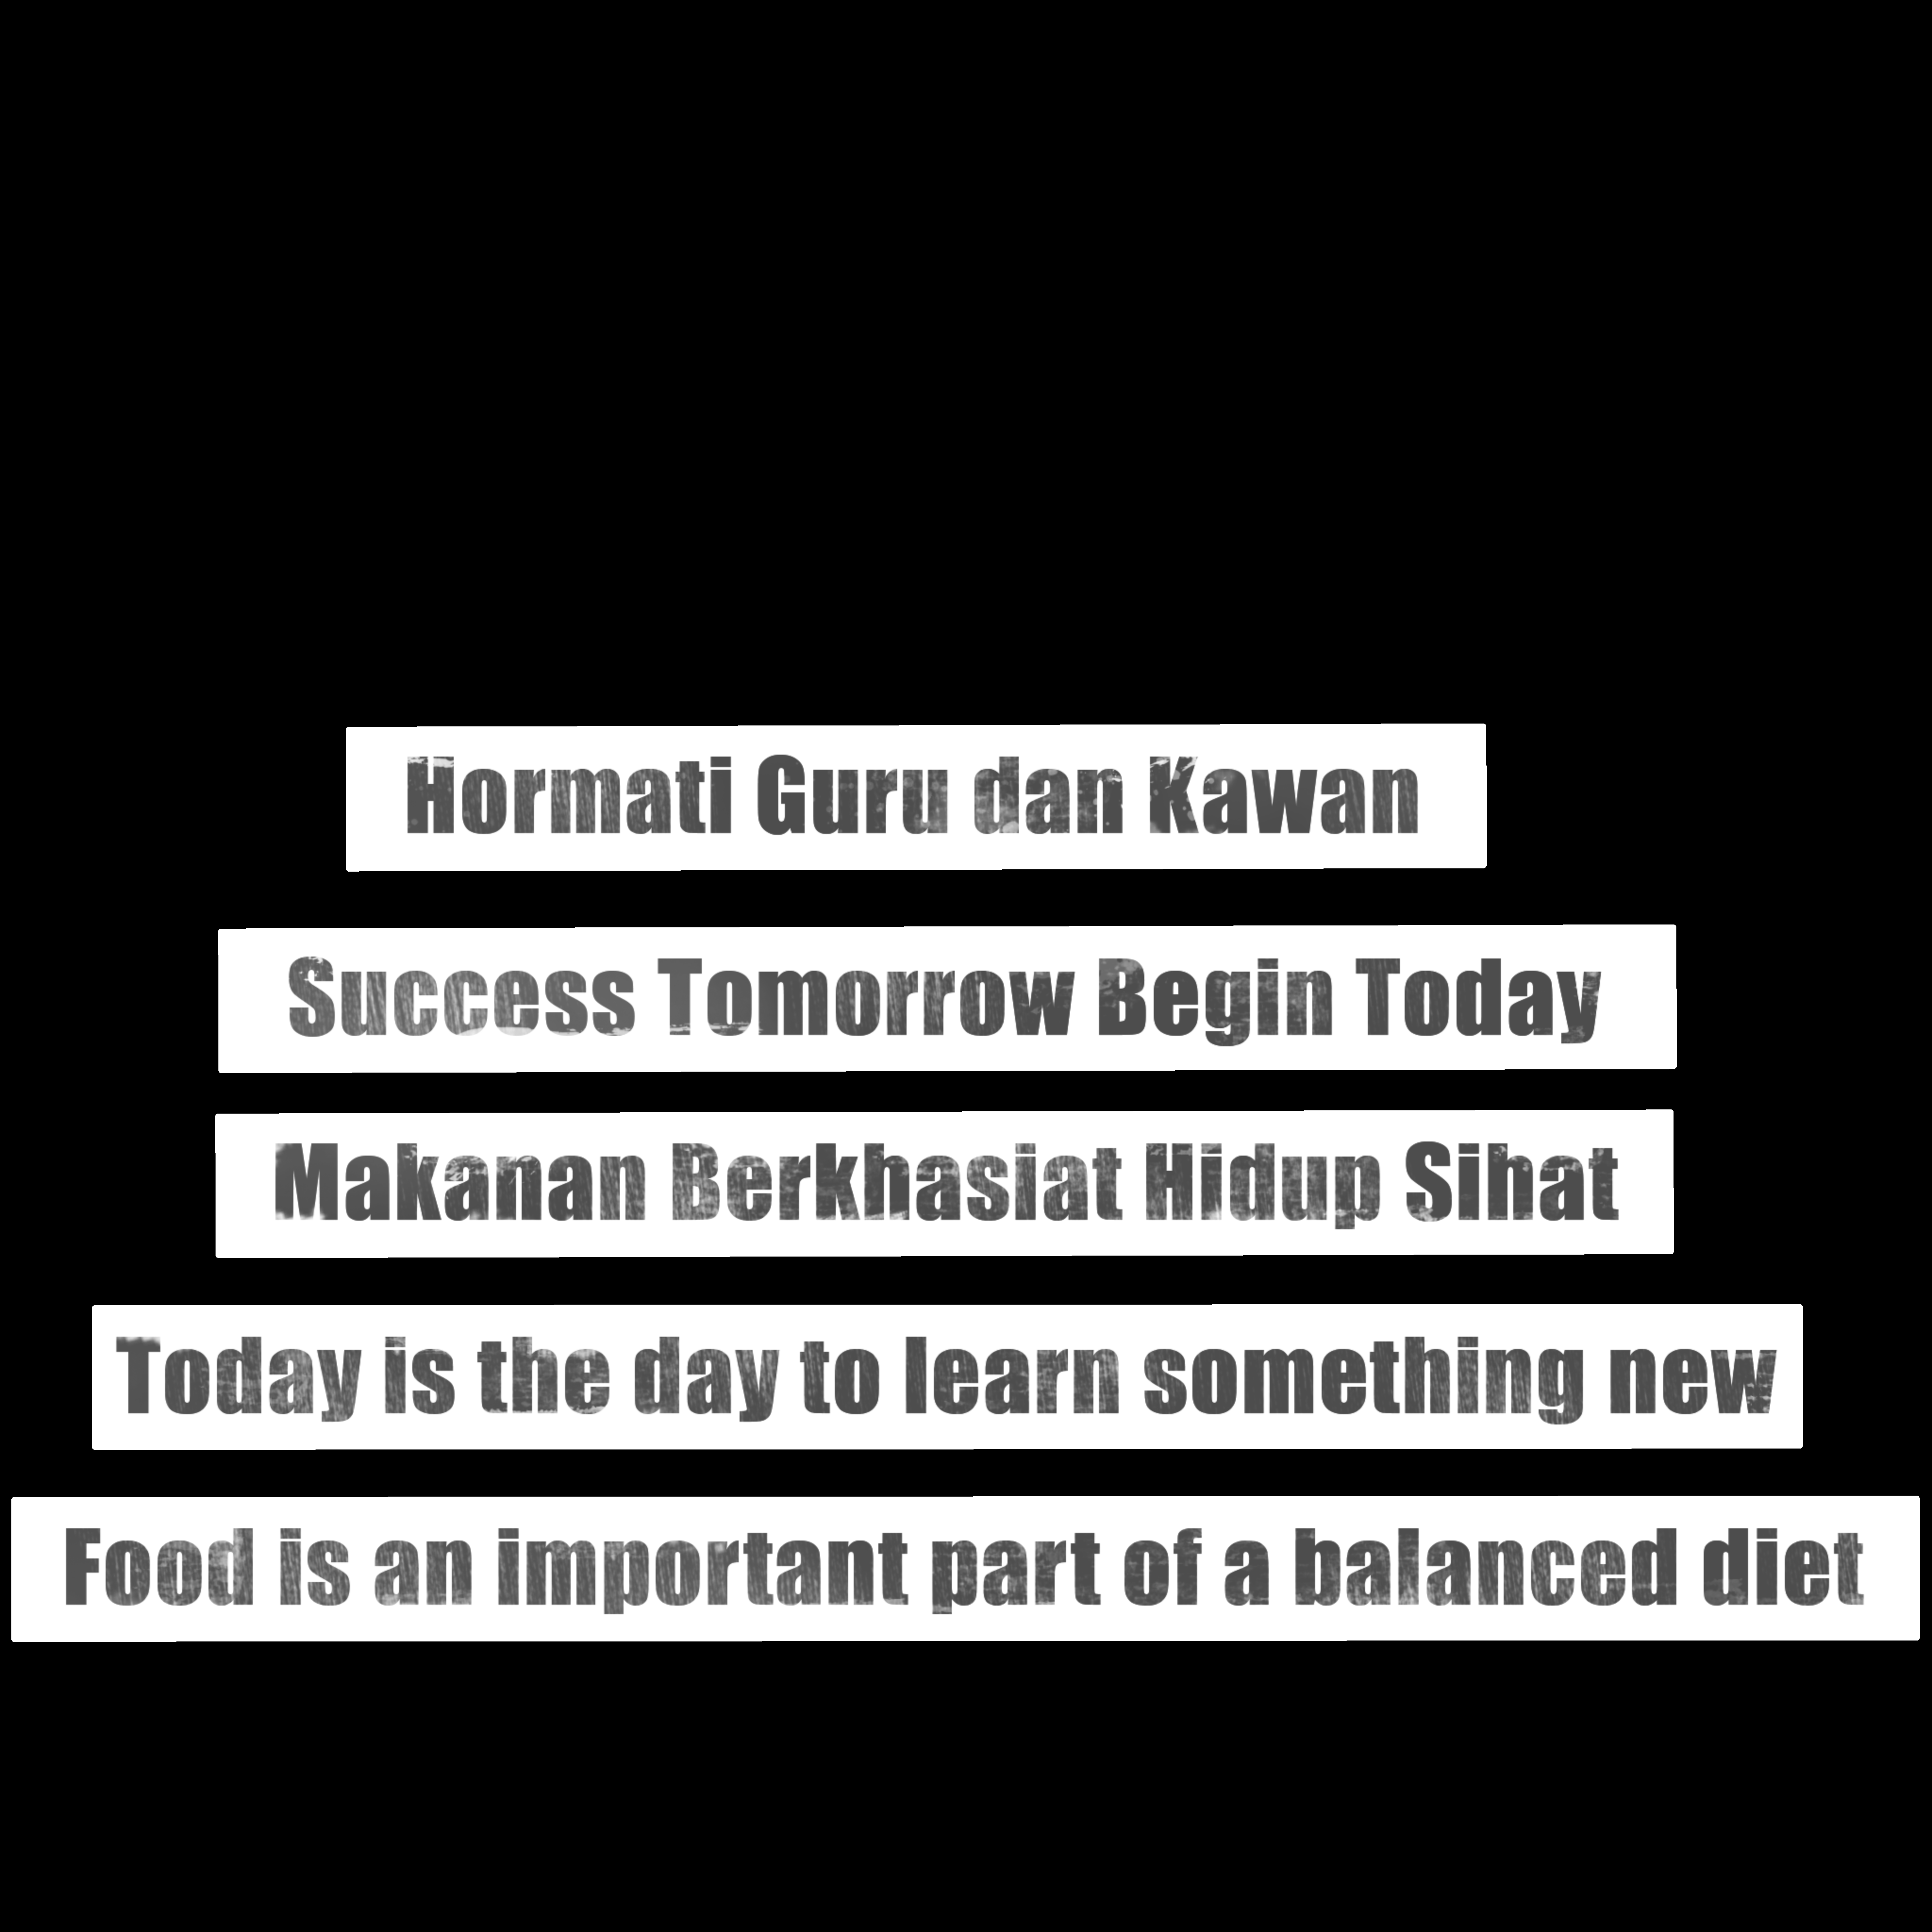 Hormati Guru dan Kawan
Success Tomorrow Begin Today
Makanan Berkhasiat Hidup Sihat
Today is the day to learn something new
Food is an important part of a balanced diet